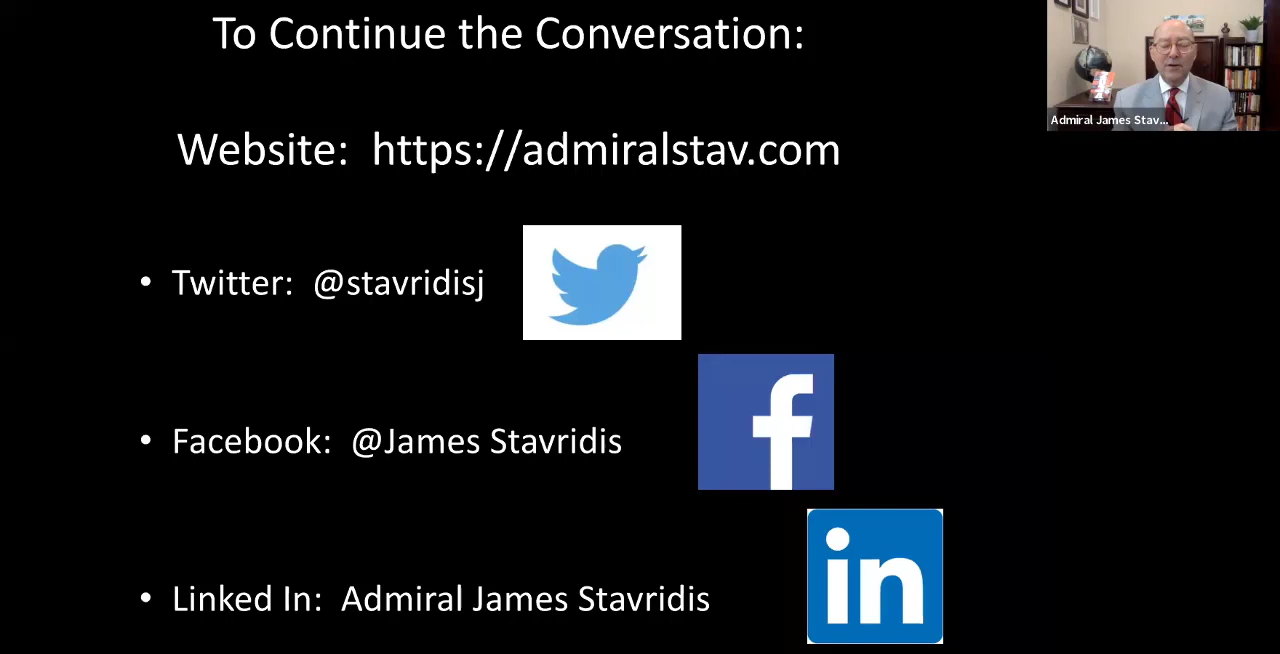 To Continue the Conversation:
Admiral James Stav...
Website: https://admiralstav.com
• Twitter: @stavridisj
• Facebook: @James Stavridis
f
• Linked In: Admiral James Stavridis
in